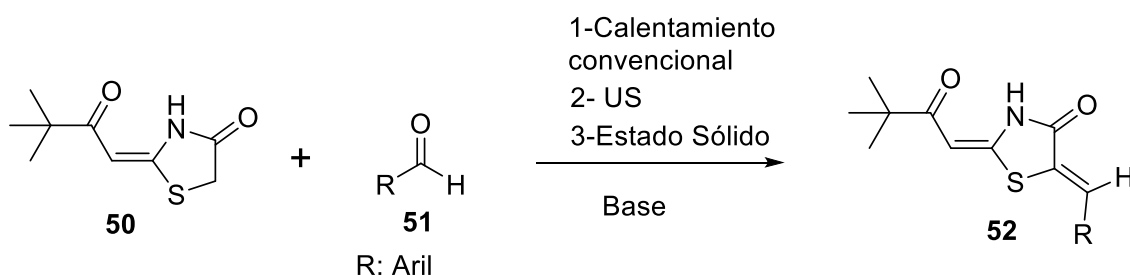 1-Calentamiento
convencional
2- US
3-Estado Sólido
Base
O
H
N
O
S
50
+
O
R
H
51
R: Aril
O
H
N
O
S
H
R
52